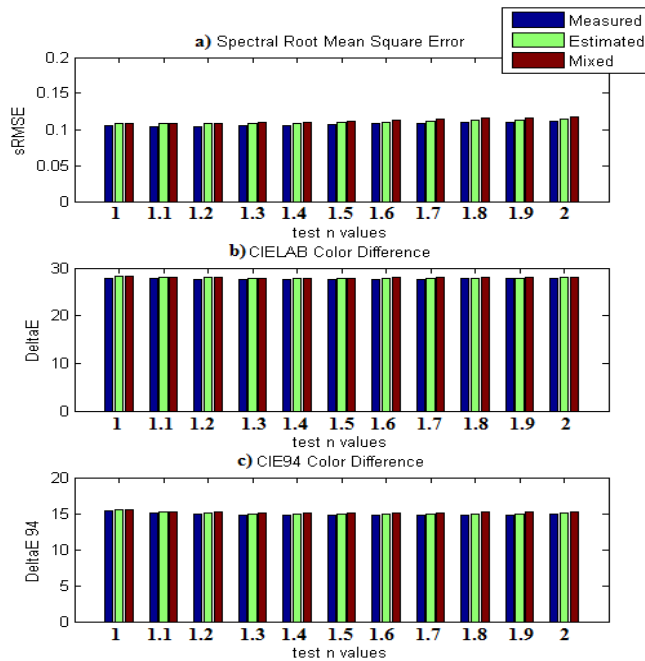 Measured
Estimated
Mixed
a) Spectral Root Mean Square Error
0.2
0.15
0.1
0.05
0
sRMSE
1 1.1 1.2 1.3 1.4 1.5 1.6 1.7 1.8 1.9 2
test n values
b) CIELAB Color Difference
30
20
10
0
DeltaE
1 1.1 1.2 1.3 1.4 1.5 1.6 1.7 1.8 1.9 2
test n values
c) CIE94 Color Difference
20
15
10
5
0
DeltaE 94
1 1.1 1.2 1.3 1.4 1.5 1.6 1.7 1.8 1.9 2
test n values